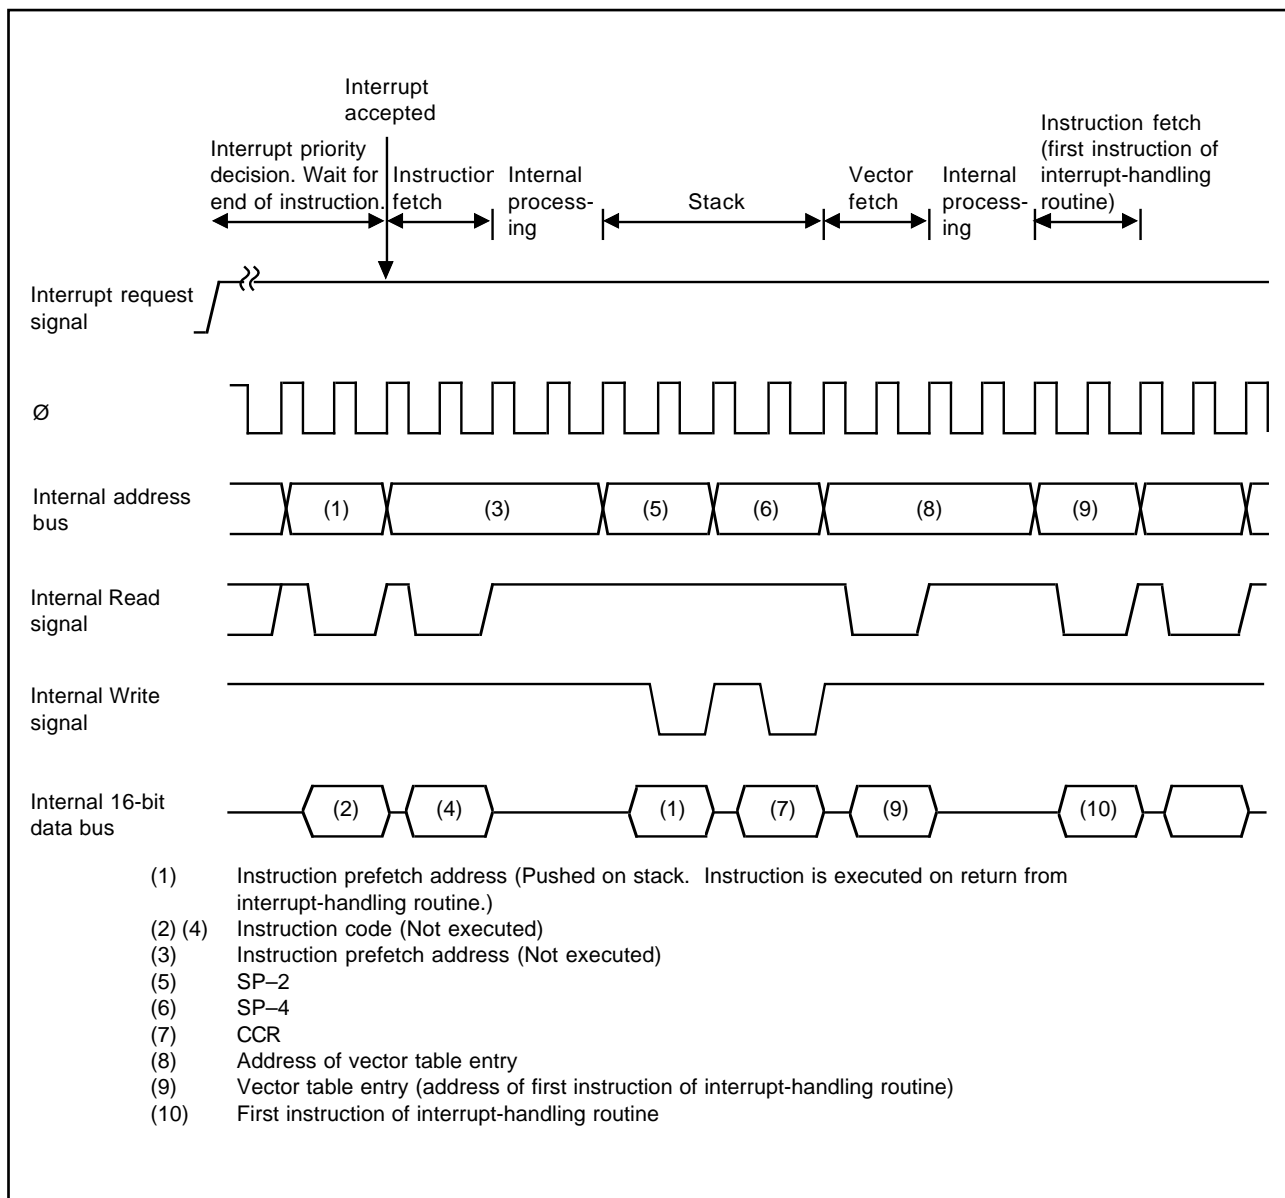 Interrupt
accepted
Interrupt priority
decision. Wait for
end of instruction.
Instruction
fetch
Internal
process-
ing
Stack
Vector
fetch
Internal
process-
ing
Instruction fetch
(first instruction of
interrupt-handling
routine)
Interrupt request
signal
Ø
Internal address
bus
(1) (3) (5) (6) (8) (9)
Internal Read
signal
Internal Write
signal
Internal 16-bit
data bus
(2) (4) (1) (7) (9) (10)
(1) Instruction prefetch address (Pushed on stack. Instruction is executed on return from
interrupt-handling routine.)
(2) (4) Instruction code (Not executed)
(3) Instruction prefetch address (Not executed)
(5) SP–2
(6) SP–4
(7) CCR
(8) Address of vector table entry
(9) Vector table entry (address of first instruction of interrupt-handling routine)
(10) First instruction of interrupt-handling routine